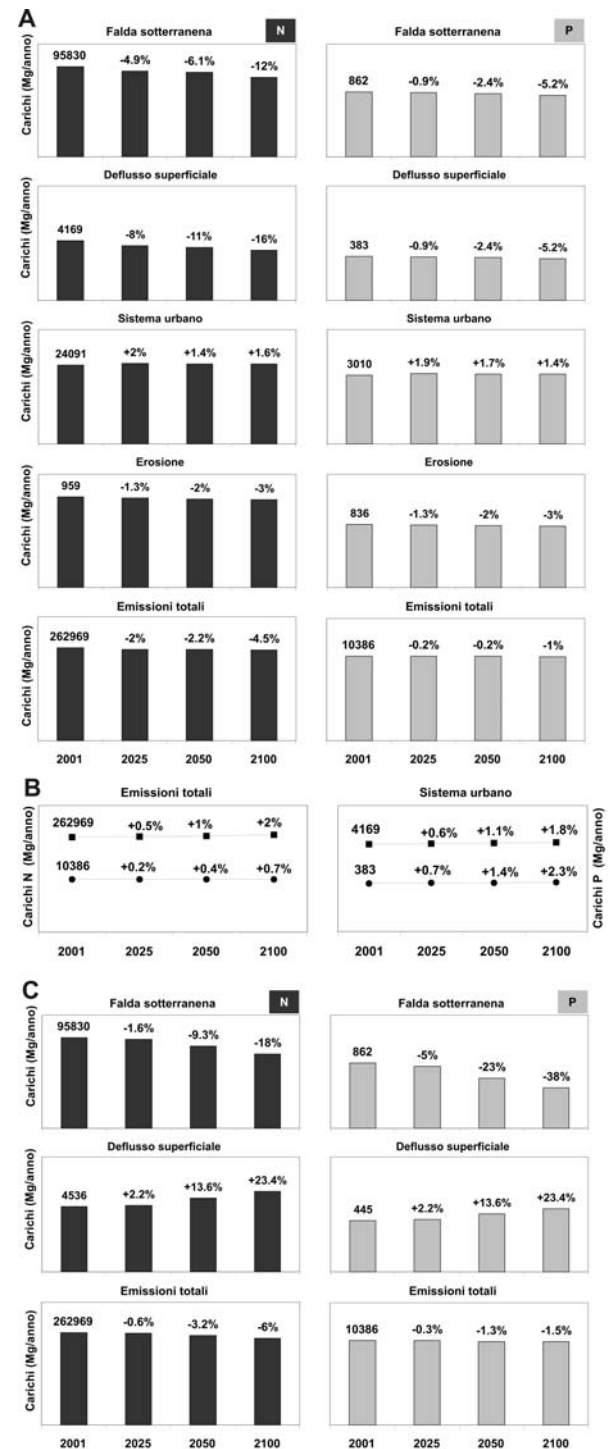 A
Falda sotterranena N
Carichi (Mg/anno)
95830 -4.9% -6.1% -12%
Falda sotterranena P
862 -0.9% -2.4% -5.2%
Deflusso superficiale
Carichi (Mg/anno)
4169 -8% -11% -16%
Deflusso superficiale
383 -0.9% -2.4% -5.2%
Sistema urbano
Carichi (Mg/anno)
24091 +2% +1.4% +1.6%
Sistema urbano
3010 +1.9% +1.7% +1.4%
Erosione
Carichi (Mg/anno)
959 -1.3% -2% -3%
Erosione
836 -1.3% -2% -3%
Emissioni totali
Carichi (Mg/anno)
262969 -2% -2.2% -4.5%
2001 2025 2050 2100
Emissioni totali
10386 -0.2% -0.2% -1%
2001 2025 2050 2100
B
Emissioni totali
Carichi N (Mg/anno)
262969 +0.5% +1% +2%
10386 +0.2% +0.4% +0.7%
2001 2025 2050 2100
Sistema urbano
4169 +0.6% +1.1% +1.8%
383 +0.7% +1.4% +2.3%
Carichi P (Mg/anno)
2001 2025 2050 2100
C
Falda sotterranena N
Carichi (Mg/anno)
95830 -1.6% -9.3% -18%
Falda sotterranena P
862 -5% -23% -38%
Deflusso superficiale
Carichi (Mg/anno)
4536 +2.2% +13.6% +23.4%
Deflusso superficiale
445 +2.2% +13.6% +23.4%
Emissioni totali
Carichi (Mg/anno)
262969 -0.6% -3.2% -6%
2001 2025 2050 2100
Emissioni totali
10386 -0.3% -1.3% -1.5%
2001 2025 2050 2100